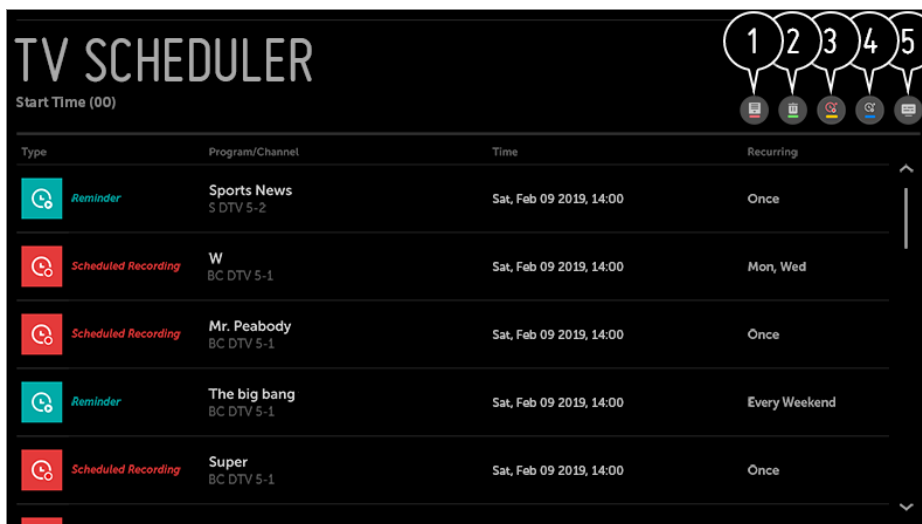 1 2 3 4 5
TV SCHEDULER
Start Time (00)
Type Program/Channel Time Recurring
Reminder Sports News Sat, Feb 09 2019, 14:00 Once
S DTV 5-2
Scheduled Recording W Sat, Feb 09 2019, 14:00 Mon, Wed
BC DTV 5-1
Scheduled Recording Mr. Peabody Sat, Feb 09 2019, 14:00 Once
BC DTV 5-1
Reminder The big bang Sat, Feb 09 2019, 14:00 Every Weekend
BC DTV 5-1
Scheduled Recording Super Sat, Feb 09 2019, 14:00 Once
BC DTV 5-1